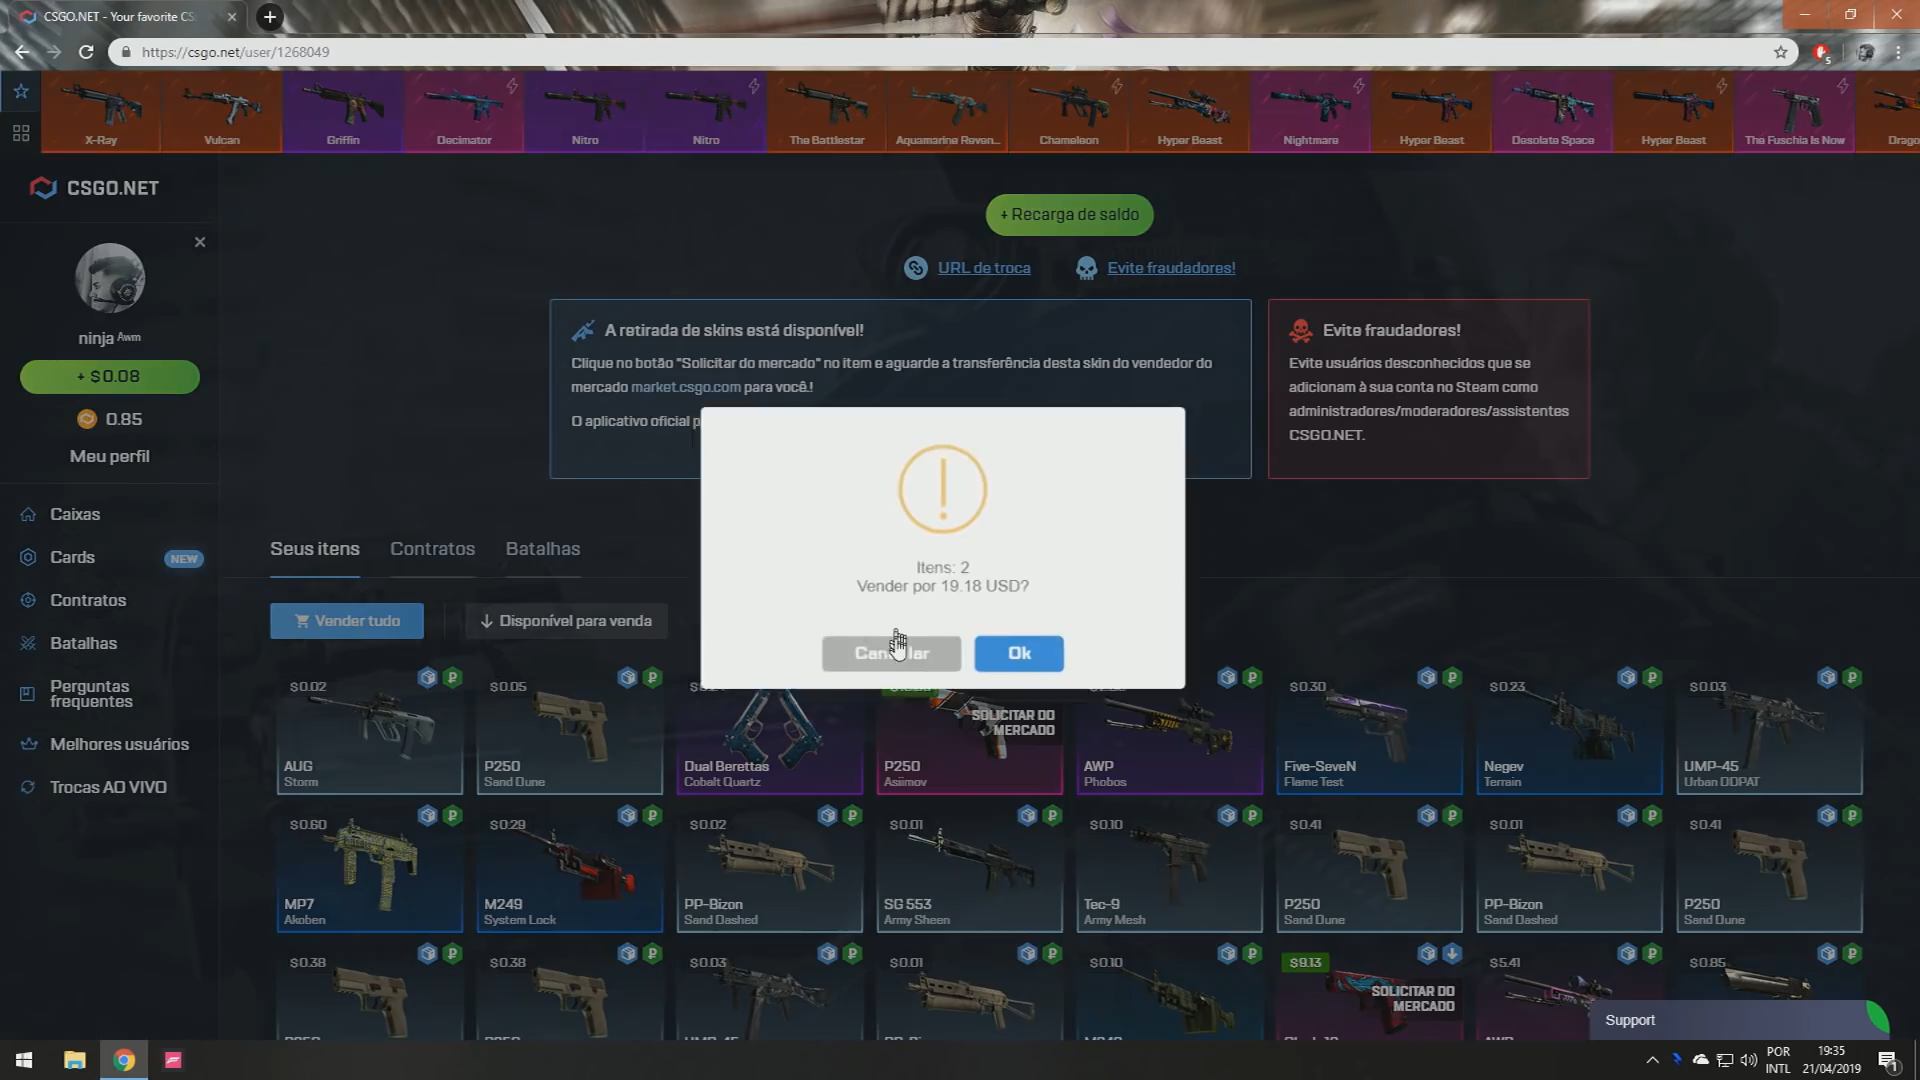 CSGO.NET - Your favorite CS
https://csgo.net/user/1268049
5
X-Ray
Vulcan
Griffin
Decimator
Nitro
Nitro
The Battlestar
Aquamarine Reven...
Chameleon
Hyper Beast
Nightmare
Hyper Beast
Desolate Space
Hyper Beast
The Fuschia Is Now
Drago
CSGO.NET
+ Recarga de saldo
URL de troca
Evite fraudadores!
ninja Awm
+ $0.08
0.85
Meu perfil
A retirada de skins está disponível!
Clique no botão "Solicitar do mercado" no item e aguarde a transferência desta skin do vendedor do
mercado market.csgo.com para você.!
O aplicativo oficial p
Evite fraudadores!
Evite usuários desconhecidos que se
adicionam à sua conta no Steam como
administradores/moderadores/assistentes
CSGO.NET.
Caixas
Cards
NEW
Contratos
Batalhas
Perguntas
frequentes
Melhores usuários
Trocas AO VIVO
Seus itens
Contratos
Batalhas
Vender tudo
Disponível para venda
Itens: 2
Vender por 19.18 USD?
Ok
$0.02
AUG
Storm
$0.05
P250
Sand Dune
Dual Berettas
Cobalt Quartz
SOLICITAR DO
MERCADO
P250
Asiimov
AWP
Phobos
$0.30
Five-SeveN
Flame Test
$0.23
Negev
Terrain
$0.03
UMP-45
Urban DDPAT
$0.60
MP7
Akoben
$0.29
M249
System Lock
$0.02
PP-Bizon
Sand Dashed
$0.01
SG 553
Army Sheen
$0.10
Tec-9
Army Mesh
$0.41
P250
Sand Dune
$0.01
PP-Bizon
Sand Dashed
$0.41
P250
Sand Dune
$0.38
$0.38
$0.03
$0.01
$0.10
$9.13
SOLICITAR DO
MERCADO
$5.41
$0.85
Support
POR
INTL
19:35
21/04/2019
1